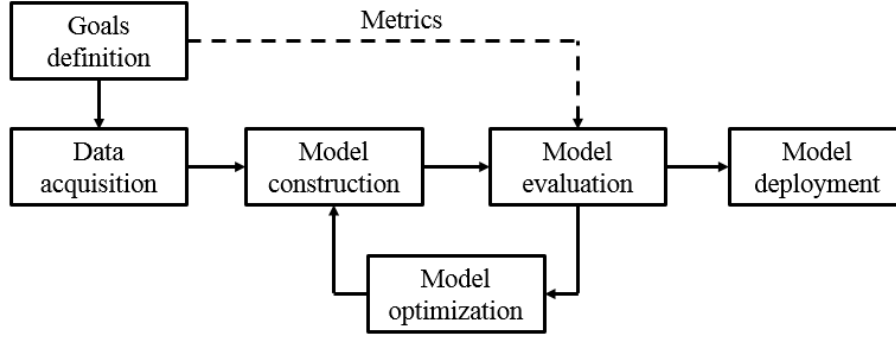 Metrics
Goals
definition
Data
acquisition
Model
construction
Model
evaluation
Model
deployment
Model
optimization